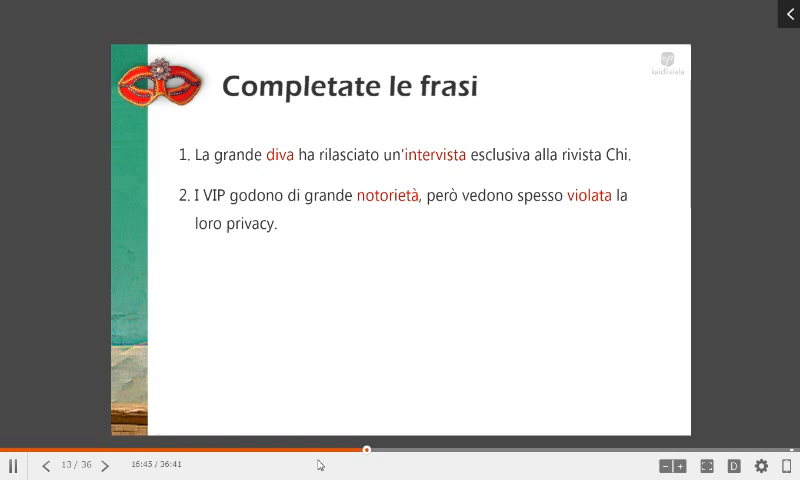 Completate le frasi
1. La grande diva ha rilasciato un'intervista esclusiva alla rivista Chi.
2. I VIP godono di grande notorietà, però vedono spesso violata la
loro privacy.
13 / 36
16:45 / 36:41
D